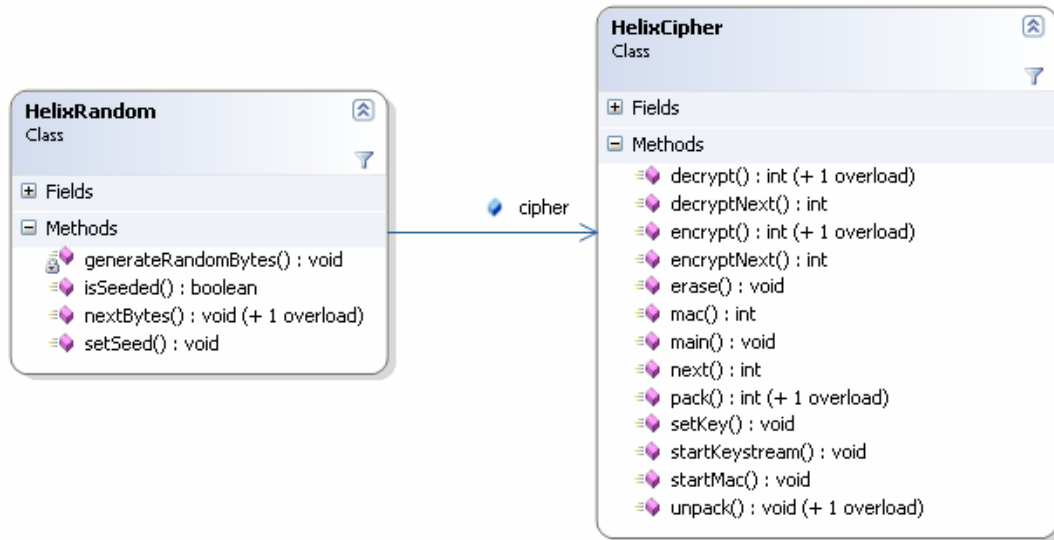 HelixRandom
Class
Fields
Methods
generateRandomBytes() : void
isSeeded() : boolean
nextBytes() : void (+ 1 overload)
setSeed() : void
cipher
HelixCipher
Class
Fields
Methods
decrypt() : int (+ 1 overload)
decryptNext() : int
encrypt() : int (+ 1 overload)
encryptNext() : int
erase() : void
mac() : int
main() : void
next() : int
pack() : int (+ 1 overload)
setKey() : void
startKeystream() : void
startMac() : void
unpack() : void (+ 1 overload)